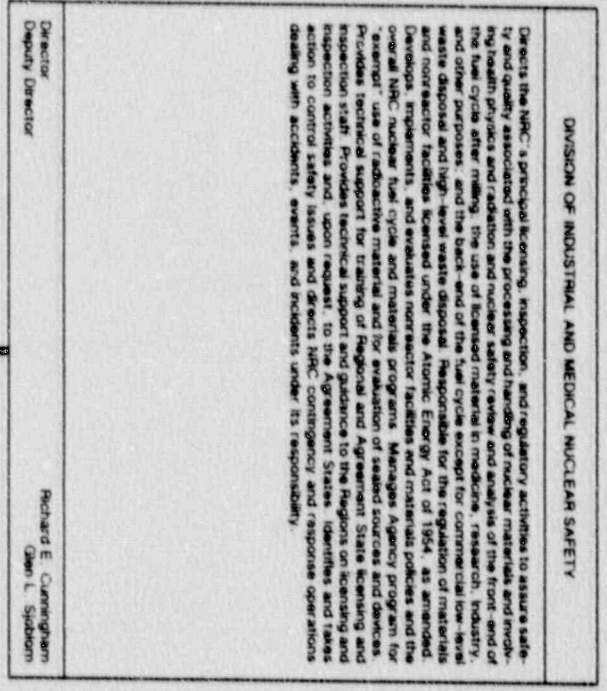 DIVISION OF INDUSTRIAL AND MEDICAL NUCLEAR SAFETY
Directs the NRC's principal licensing, inspection, and regulatory activities to assure safe-
ty and quality associated with the processing and handling of nuclear materials and involv-
ing health physics and radiation and nuclear safety review and analysis of the front-end of
the fuel cycle after milling, the use of licensed material in medicine, research, industry,
and other purposes; and the back-end of the fuel cycle except for commercial low-level
waste disposal and high-level waste disposal. Responsible for the regulation of materials
and nonreactor facilities licensed under the Atomic Energy Act of 1954, as amended.
Develops, implements, and evaluates nonreactor facilities and materials policies and the
overall NRC nuclear fuel cycle and materials programs. Manages Agency program for
"exempt" use of radioactive material and for evaluation of sealed sources and devices.
Provides technical support for training of Regional and Agreement State licensing and
inspection staff. Provides technical support and guidance to the Regions on licensing and
inspection activities and, upon request, to the Agreement States. Identifies and takes
action to control safety issues and directs NRC contingency and response operations
dealing with accidents, events, and incidents under its responsibility.
Director Richard E. Cunningham
Deputy Director Glen L. Sjoblom